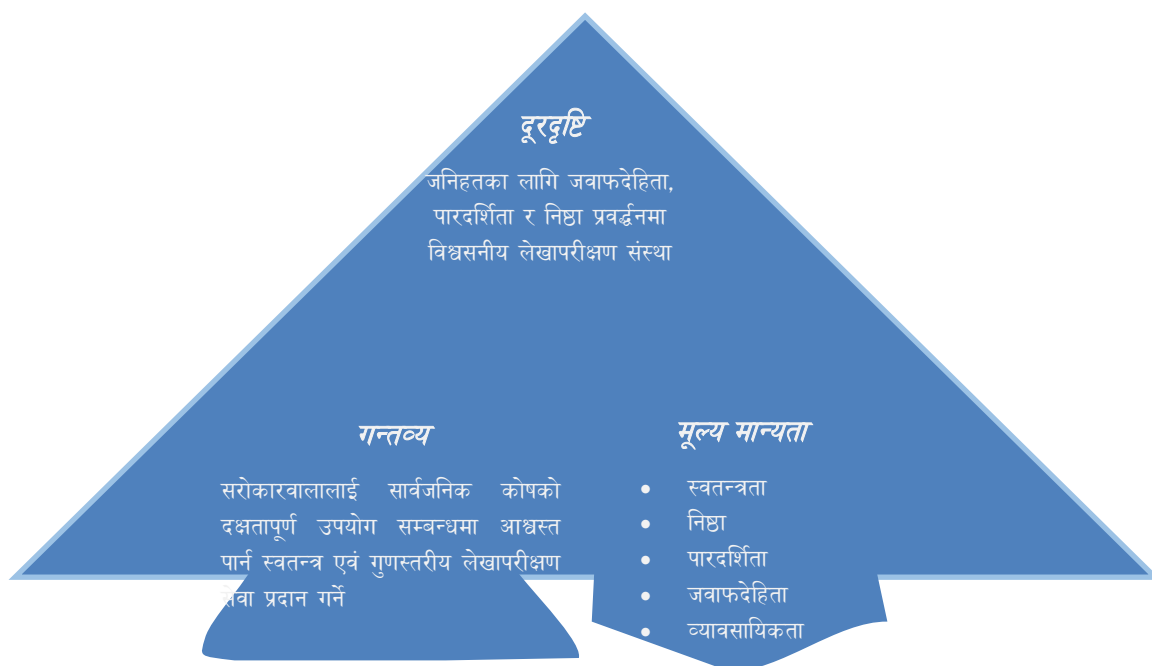 दूरदृष्टि
जनिहतका लागि जवाफदेहिता,
पारदर्शिता र निष्ठा प्रवर्द्धनमा
विश्वसनीय लेखापरीक्षण संस्था
गन्तव्य
सरोकारवालालाई सार्वजनिक कोषको
दक्षतापूर्ण उपयोग सम्बन्धमा आश्वस्त
पार्न स्वतन्त्र एवं गुणस्तरीय लेखापरीक्षण
सेवा प्रदान गर्ने
मूल्य मान्यता
• स्वतन्त्रता
• निष्ठा
• पारदर्शिता
• जवाफदेहिता
• व्यावसायिकता